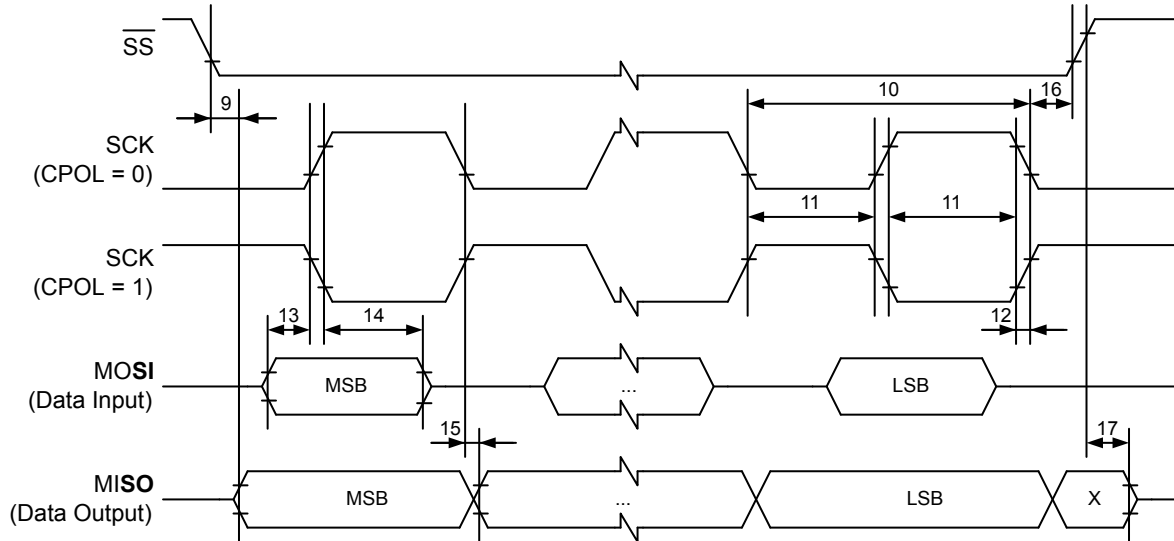 SS
9
10
16
SCK
(CPOL = 0)
11
11
SCK
(CPOL = 1)
13
14
12
MOSI
(Data Input)
MSB
...
LSB
15
17
MISO
(Data Output)
MSB
...
LSB
X